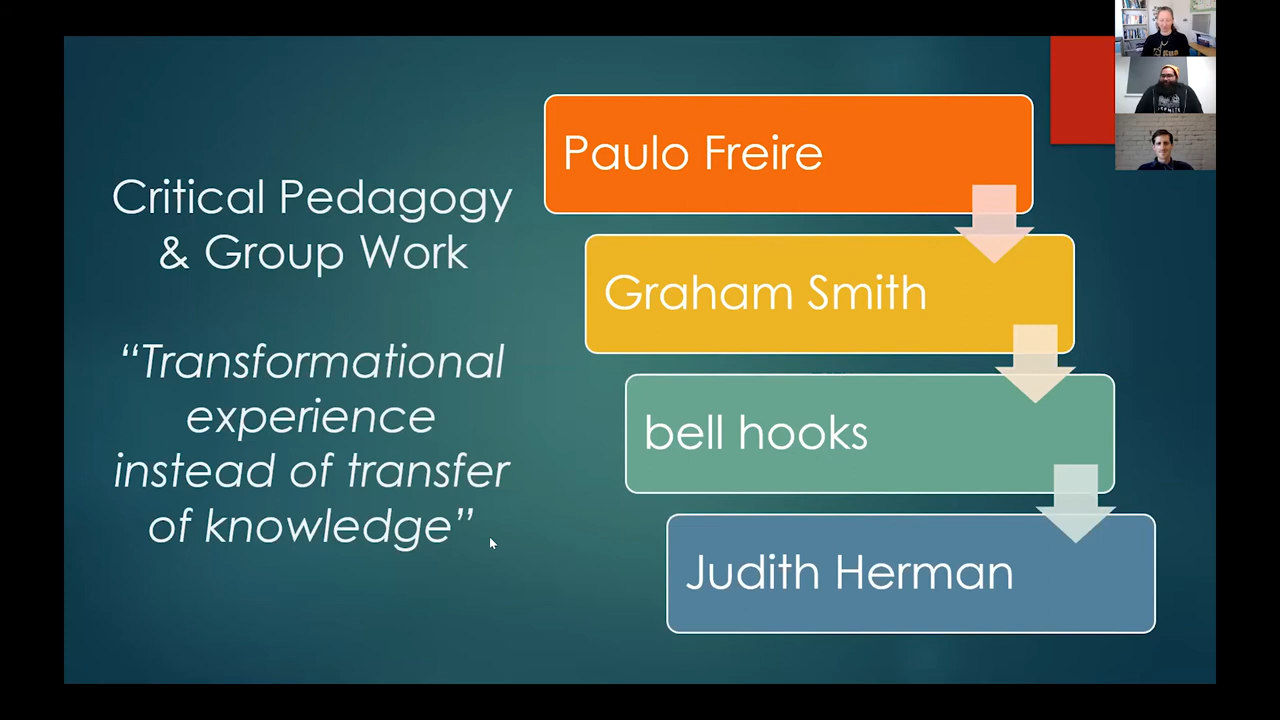 Critical Pedagogy
& Group Work
“Transformational
experience
instead of transfer
of knowledge”
Paulo Freire
Graham Smith
bell hooks
Judith Herman